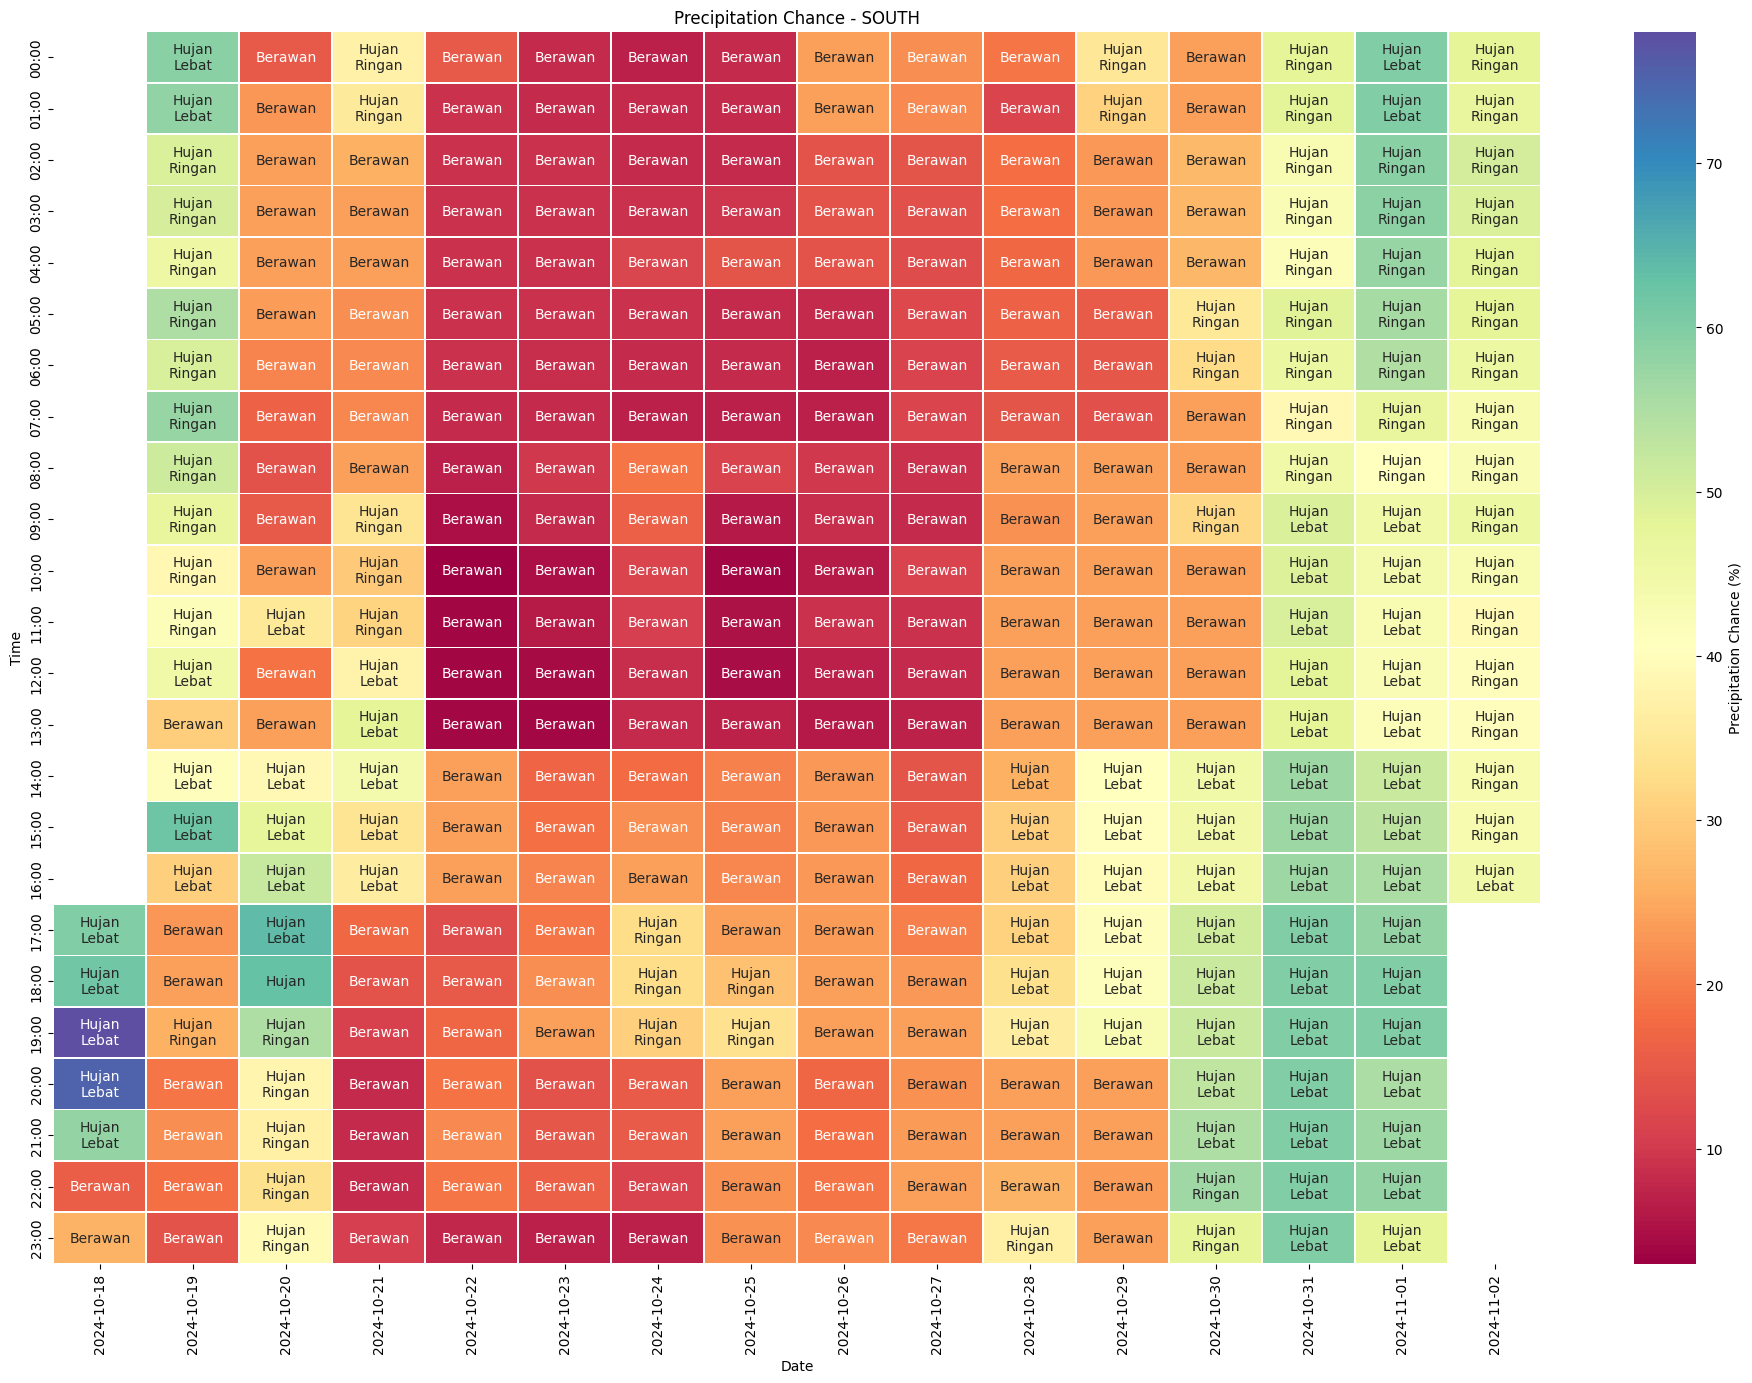 Precipitation Chance - SOUTH
00:00 Hujan Lebat Berawan Hujan Ringan Berawan Berawan Berawan Berawan Berawan Berawan Berawan Hujan Ringan Berawan Hujan Ringan Hujan Lebat Hujan Ringan
01:00 Hujan Lebat Berawan Hujan Ringan Berawan Berawan Berawan Berawan Berawan Berawan Berawan Hujan Ringan Berawan Hujan Ringan Hujan Lebat Hujan Ringan
02:00 Hujan Ringan Berawan Berawan Berawan Berawan Berawan Berawan Berawan Berawan Berawan Berawan Berawan Hujan Ringan Hujan Ringan Hujan Ringan
03:00 Hujan Ringan Berawan Berawan Berawan Berawan Berawan Berawan Berawan Berawan Berawan Berawan Berawan Hujan Ringan Hujan Ringan Hujan Ringan
04:00 Hujan Ringan Berawan Berawan Berawan Berawan Berawan Berawan Berawan Berawan Berawan Berawan Berawan Hujan Ringan Hujan Ringan Hujan Ringan
05:00 Hujan Ringan Berawan Berawan Berawan Berawan Berawan Berawan Berawan Berawan Berawan Berawan Hujan Ringan Hujan Ringan Hujan Ringan Hujan Ringan
06:00 Hujan Ringan Berawan Berawan Berawan Berawan Berawan Berawan Berawan Berawan Berawan Berawan Hujan Ringan Hujan Ringan Hujan Ringan Hujan Ringan
07:00 Hujan Ringan Berawan Berawan Berawan Berawan Berawan Berawan Berawan Berawan Berawan Berawan Berawan Hujan Ringan Hujan Ringan Hujan Ringan
08:00 Hujan Ringan Berawan Berawan Berawan Berawan Berawan Berawan Berawan Berawan Berawan Berawan Berawan Hujan Ringan Hujan Ringan Hujan Ringan
09:00 Hujan Ringan Berawan Hujan Ringan Berawan Berawan Berawan Berawan Berawan Berawan Berawan Berawan Hujan Ringan Hujan Lebat Hujan Lebat Hujan Ringan
10:00 Hujan Ringan Berawan Hujan Ringan Berawan Berawan Berawan Berawan Berawan Berawan Berawan Berawan Berawan Hujan Lebat Hujan Lebat Hujan Ringan
11:00 Hujan Ringan Hujan Lebat Hujan Ringan Berawan Berawan Berawan Berawan Berawan Berawan Berawan Berawan Berawan Hujan Lebat Hujan Lebat Hujan Ringan
12:00 Hujan Lebat Berawan Hujan Lebat Berawan Berawan Berawan Berawan Berawan Berawan Berawan Berawan Berawan Hujan Lebat Hujan Lebat Hujan Ringan
13:00 Berawan Berawan Hujan Lebat Berawan Berawan Berawan Berawan Berawan Berawan Berawan Berawan Berawan Hujan Lebat Hujan Lebat Hujan Ringan
14:00 Hujan Lebat Hujan Lebat Hujan Lebat Berawan Berawan Berawan Berawan Berawan Berawan Hujan Lebat Hujan Lebat Hujan Lebat Hujan Lebat Hujan Lebat Hujan Ringan
15:00 Hujan Lebat Hujan Lebat Hujan Lebat Berawan Berawan Berawan Berawan Berawan Berawan Hujan Lebat Hujan Lebat Hujan Lebat Hujan Lebat Hujan Lebat Hujan Ringan
16:00 Hujan Lebat Hujan Lebat Hujan Lebat Berawan Berawan Berawan Berawan Berawan Berawan Hujan Lebat Hujan Lebat Hujan Lebat Hujan Lebat Hujan Lebat Hujan Lebat
17:00 Hujan Lebat Berawan Hujan Lebat Berawan Berawan Berawan Hujan Ringan Berawan Berawan Berawan Hujan Lebat Hujan Lebat Hujan Lebat Hujan Lebat Hujan Lebat
18:00 Hujan Lebat Berawan Hujan Berawan Berawan Berawan Hujan Ringan Hujan Ringan Berawan Berawan Hujan Lebat Hujan Lebat Hujan Lebat Hujan Lebat Hujan Lebat
19:00 Hujan Lebat Hujan Ringan Hujan Ringan Berawan Berawan Berawan Hujan Ringan Hujan Ringan Berawan Berawan Hujan Lebat Hujan Lebat Hujan Lebat Hujan Lebat Hujan Lebat
20:00 Hujan Lebat Berawan Hujan Ringan Berawan Berawan Berawan Berawan Berawan Berawan Berawan Berawan Berawan Hujan Lebat Hujan Lebat Hujan Lebat
21:00 Hujan Lebat Berawan Hujan Ringan Berawan Berawan Berawan Berawan Berawan Berawan Berawan Berawan Berawan Hujan Lebat Hujan Lebat Hujan Lebat
22:00 Berawan Berawan Hujan Ringan Berawan Berawan Berawan Berawan Berawan Berawan Berawan Berawan Berawan Hujan Ringan Hujan Lebat Hujan Lebat
23:00 Berawan Berawan Hujan Ringan Berawan Berawan Berawan Berawan Berawan Berawan Berawan Hujan Ringan Berawan Hujan Ringan Hujan Lebat Hujan Lebat
Time
2024-10-18 2024-10-19 2024-10-20 2024-10-21 2024-10-22 2024-10-23 2024-10-24 2024-10-25 2024-10-26 2024-10-27 2024-10-28 2024-10-29 2024-10-30 2024-10-31 2024-11-01 2024-11-02
Date
70
60
50
40
30
20
10
Precipitation Chance (%)